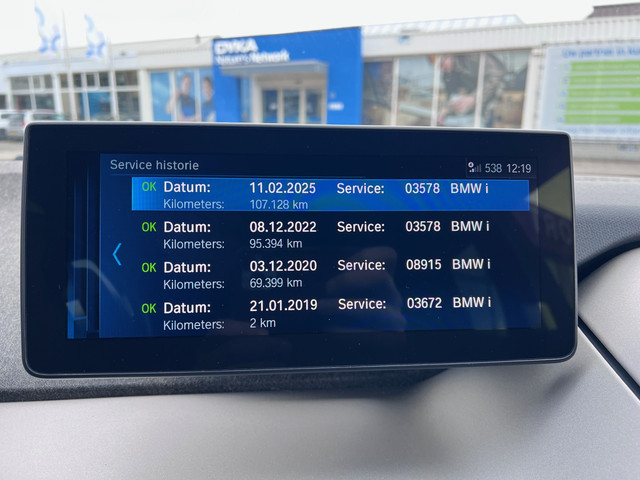 DYKA
Service historie
538 12:19
OK Datum: 11.02.2025 Service: 03578 BMW i
Kilometers: 107.128 km
OK Datum: 08.12.2022 Service: 03578 BMW i
Kilometers: 95.394 km
OK Datum: 03.12.2020 Service: 08915 BMW i
Kilometers: 69.399 km
OK Datum: 21.01.2019 Service: 03672 BMW i
Kilometers: 2 km